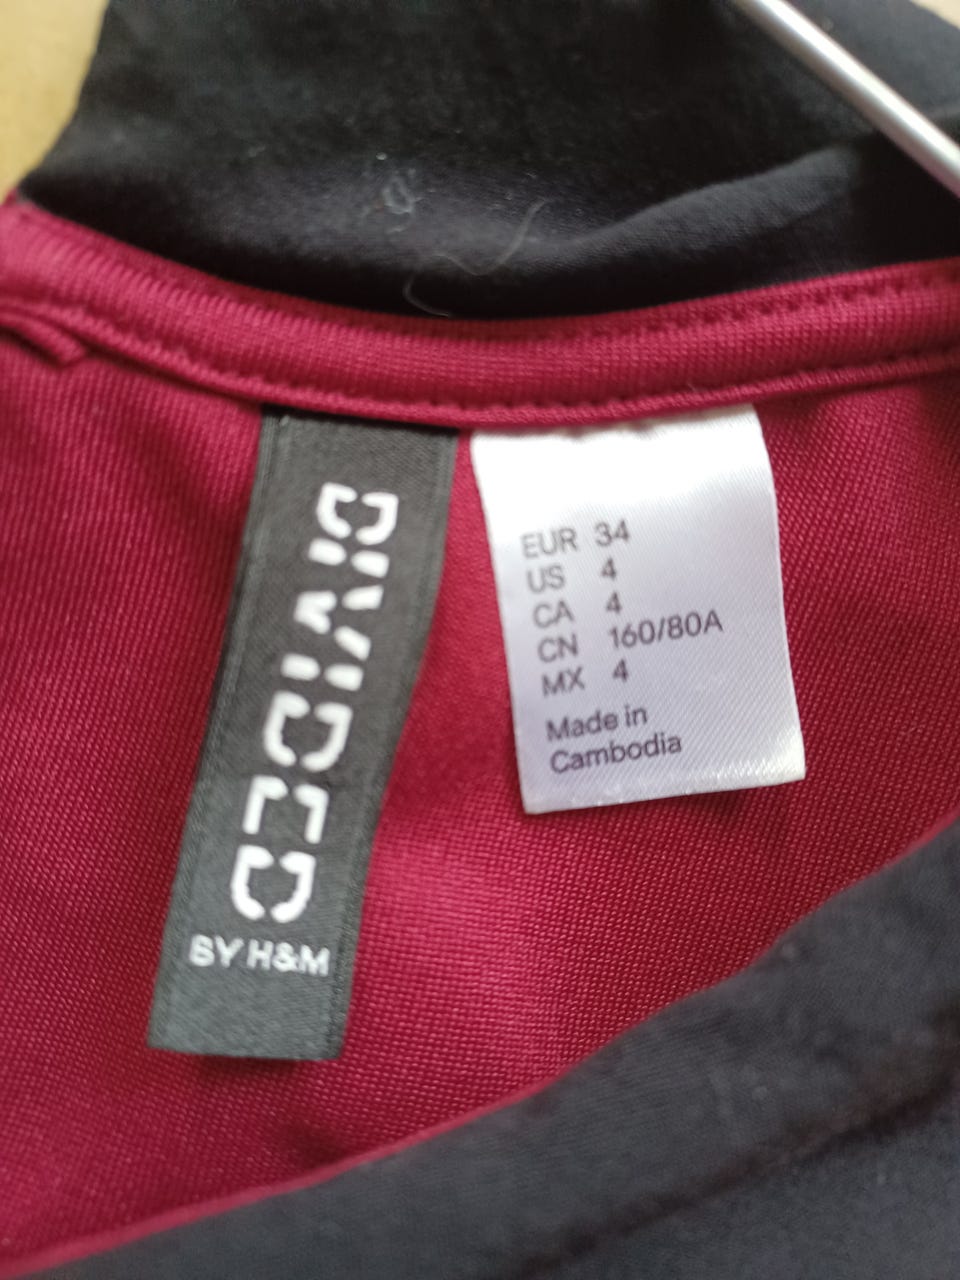 DIVIDED
BY H&M
EUR 34
US 4
CA 4
CN 160/80A
MX 4
Made in
Cambodia